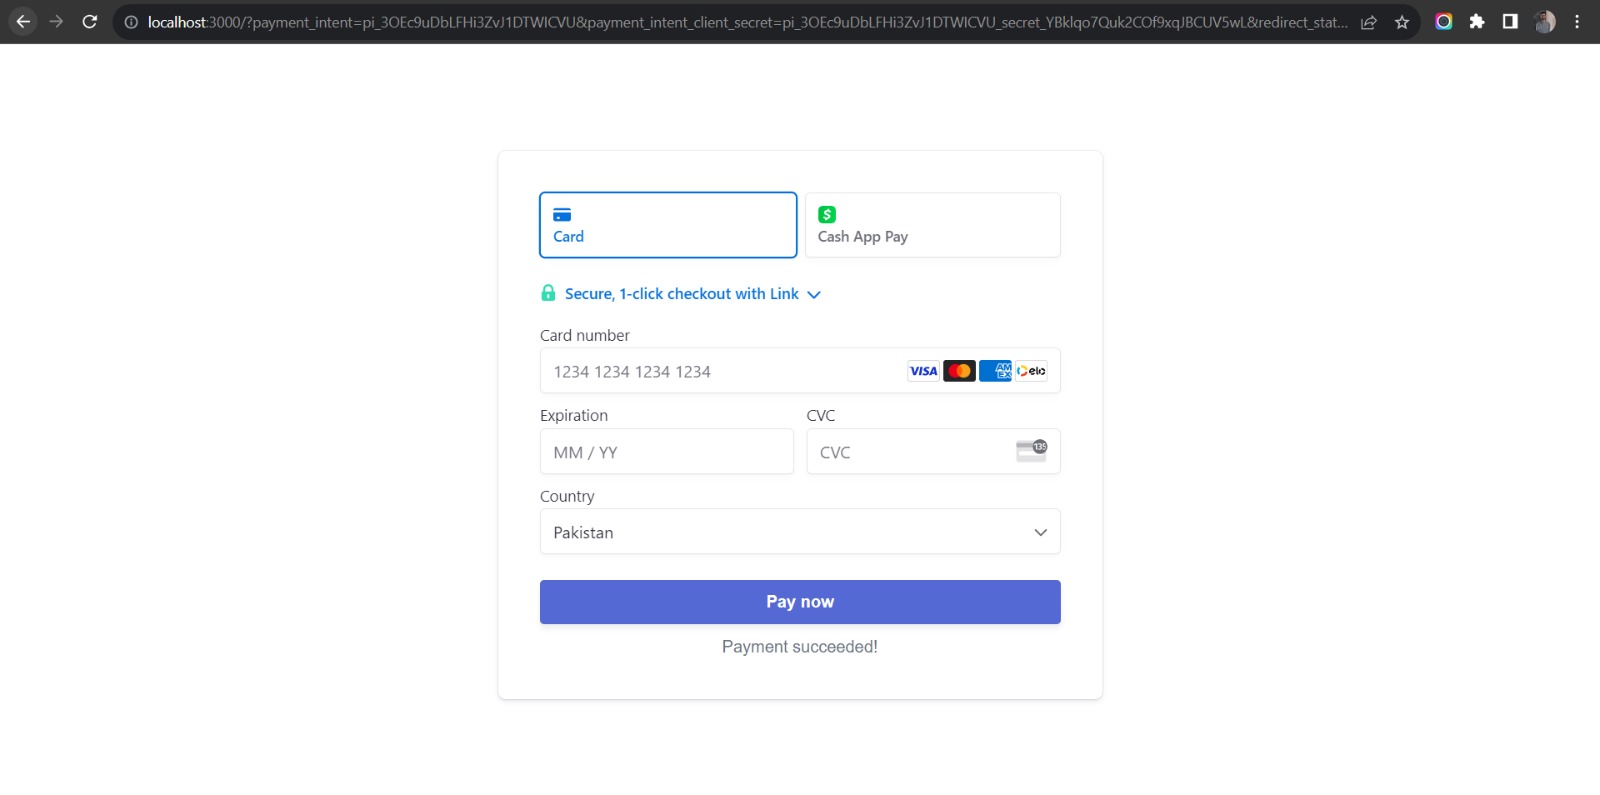 localhost:3000/?payment_intent=pi_3OEc9uDbLFHi3ZvJ1DTWICVU&payment_intent_client_secret=pi_3OEc9uDbLFHi3ZvJ1DTWICVU_secret_YBklqo7Quk2COf9xqJBCUV5wL&redirect_stat...
Card
Cash App Pay
Secure, 1-click checkout with Link
Card number
1234 1234 1234 1234 VISA AM EX elo
Expiration CVC
MM / YY CVC 135
Country
Pakistan
Pay now
Payment succeeded!